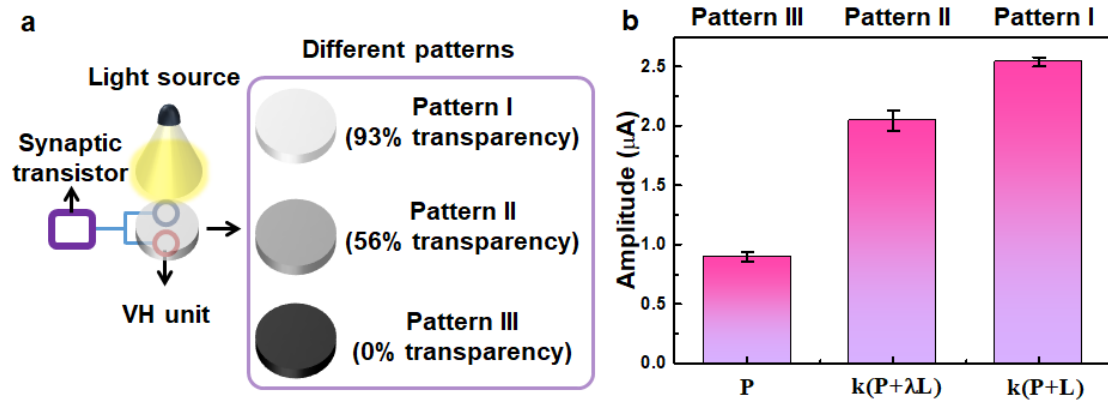 a
Different patterns
Light source
Synaptic
transistor
VH unit
Pattern I
(93% transparency)
Pattern II
(56% transparency)
Pattern III
(0% transparency)
b
Pattern III Pattern II Pattern I
Amplitude (μA)
2.5
2.0
1.5
1.0
0.5
0.0
P k(P+λL) k(P+L)